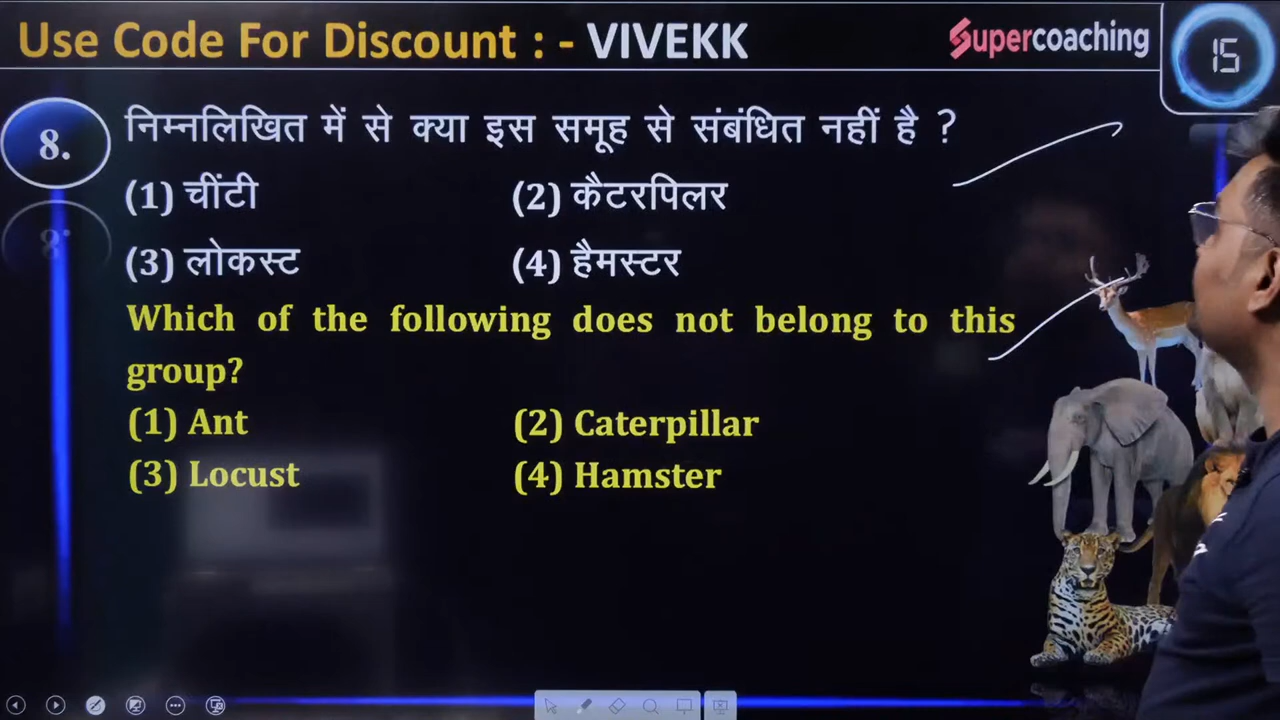 Use Code For Discount : - VIVEKK
Supercoaching
15
8.
निम्नलिखित में से क्या इस समूह से संबंधित नहीं है ?
(1) चींटी (2) कैटरपिलर
(3) लोकस्ट (4) हैमस्टर
Which of the following does not belong to this
group?
(1) Ant (2) Caterpillar
(3) Locust (4) Hamster